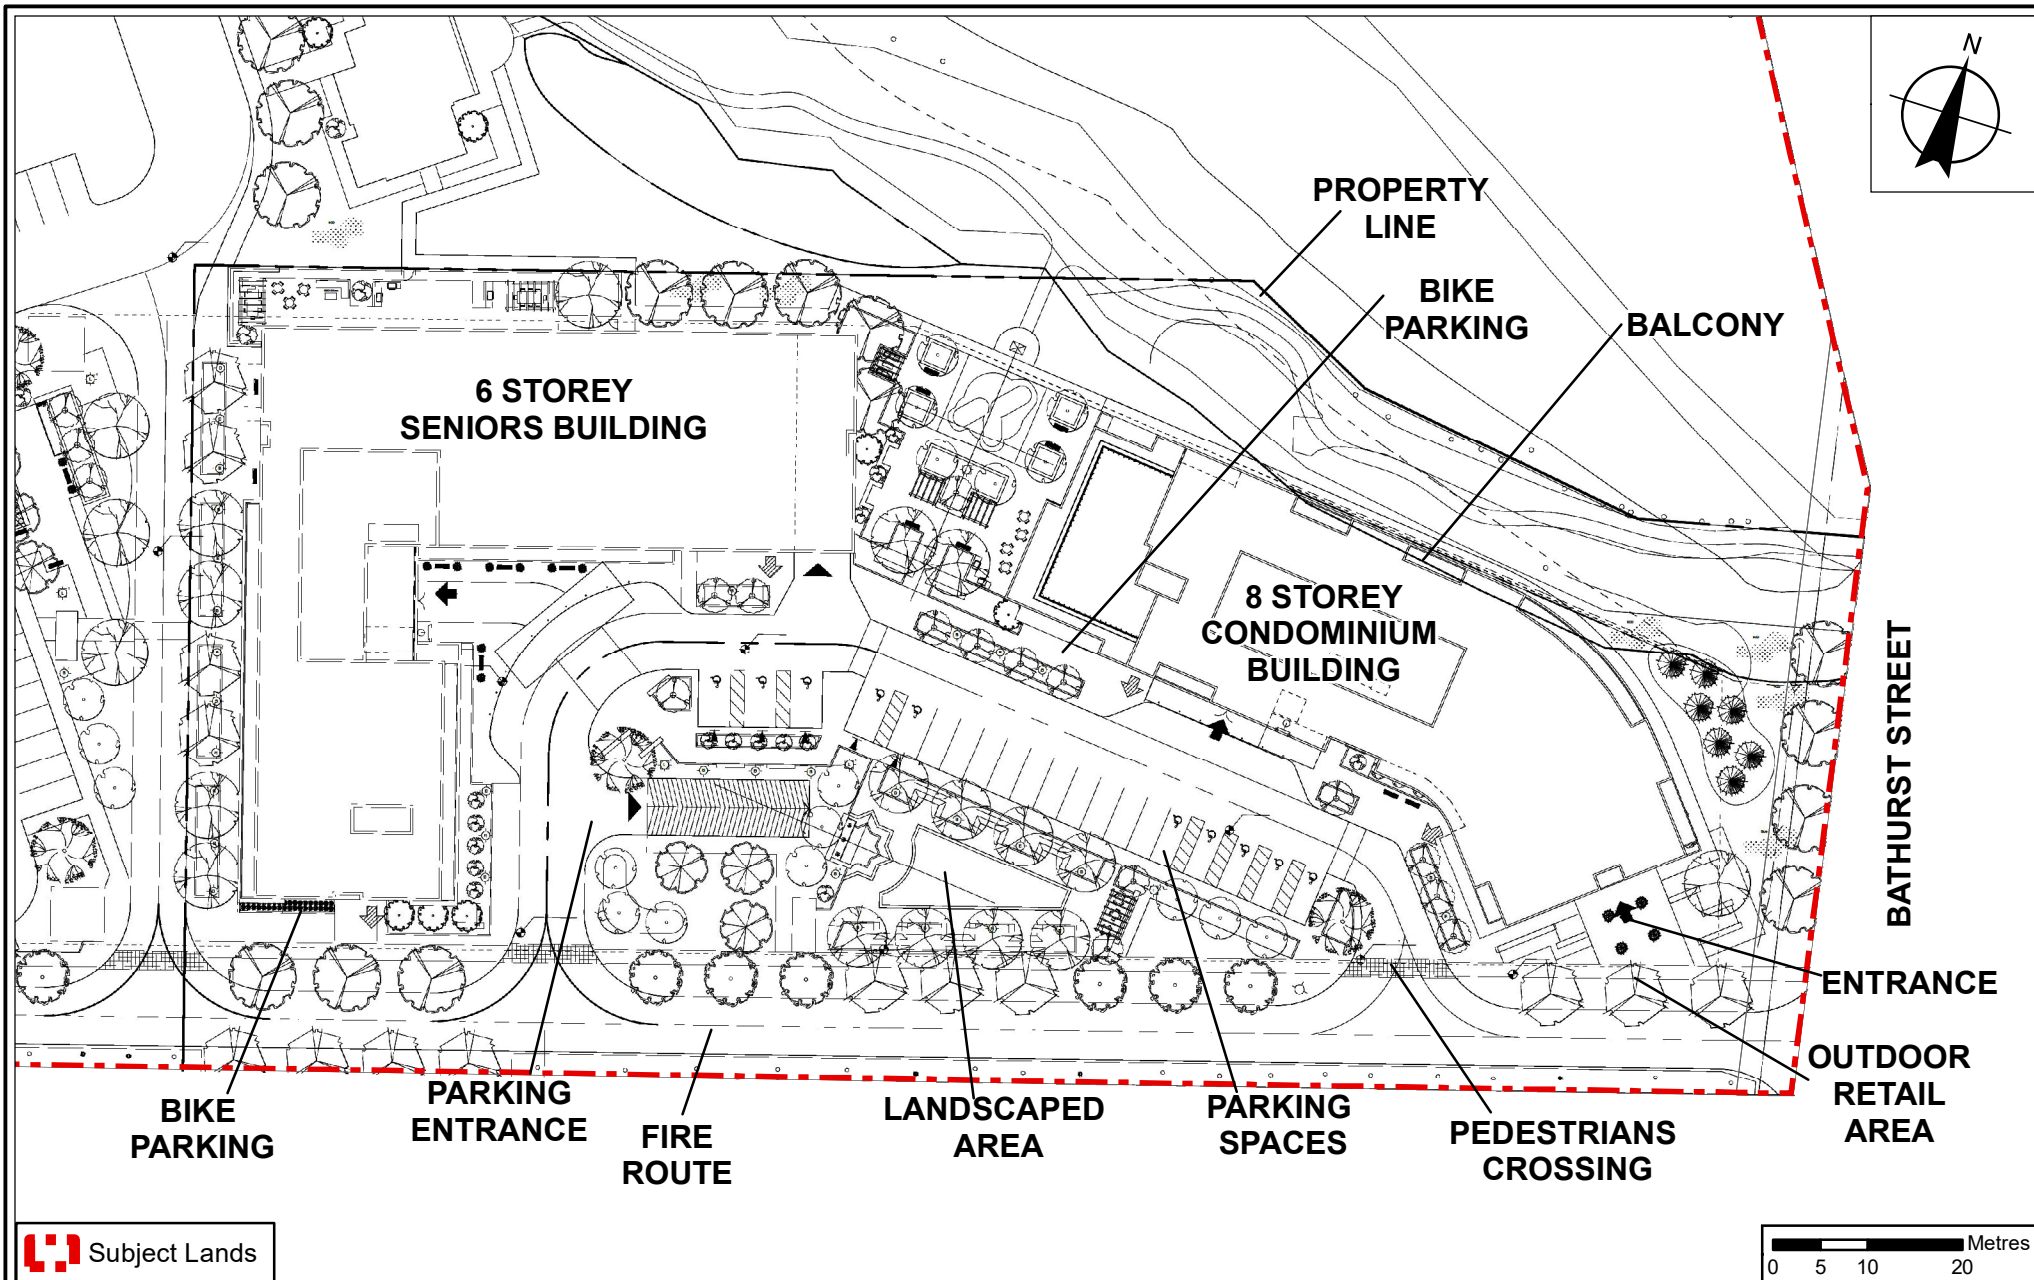 N
PROPERTY
LINE
BIKE
PARKING
BALCONY
6 STOREY
SENIORS BUILDING
8 STOREY
CONDOMINIUM
BUILDING
BATHURST STREET
ENTRANCE
OUTDOOR
RETAIL
AREA
BIKE
PARKING
PARKING
ENTRANCE
FIRE
ROUTE
LANDSCAPED
AREA
PARKING
SPACES
PEDESTRIANS
CROSSING
Subject Lands
Metres
0 5 10 20